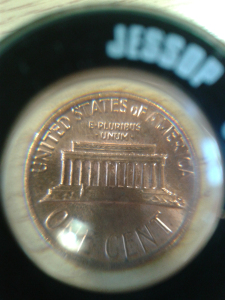 JESSOP
UNITED STATES OF AMERICA
E·PLURIBUS
·UNUM
ONE CENT